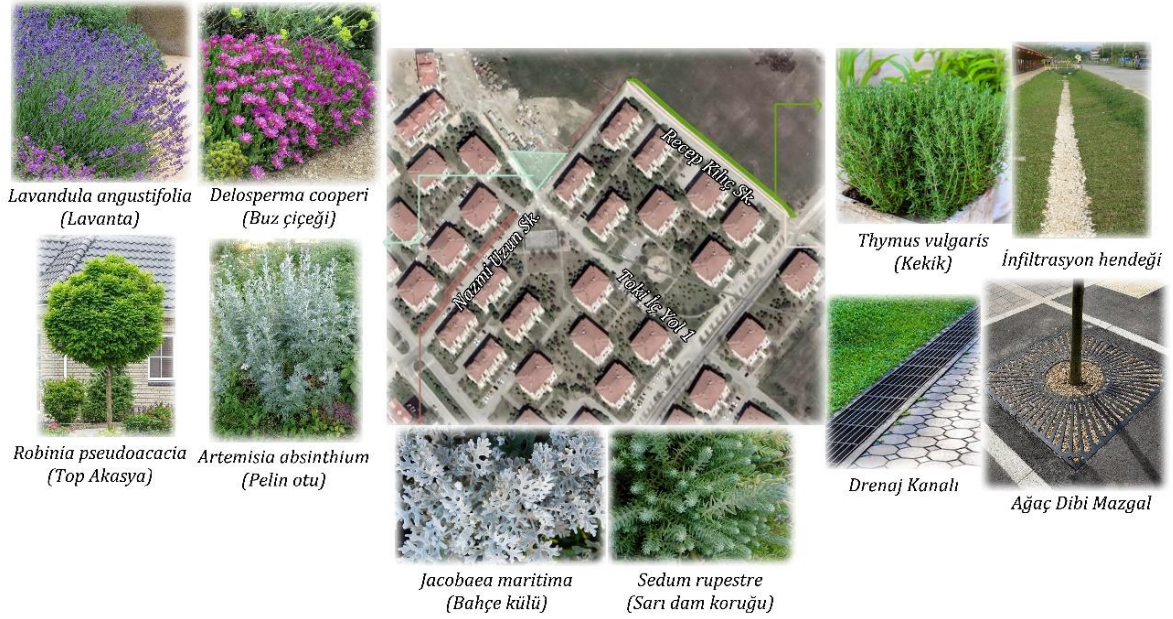 Lavandula angustifolia
(Lavanta)
Delosperma cooperi
(Buz çiçeği)
Robinia pseudoacacia
(Top Akasya)
Artemisia absinthium
(Pelin otu)
Recep Kılıç Sk.
Nazmi Uzun Sk.
Toki İç Yol 1
Jacobaea maritima
(Bahçe külü)
Sedum rupestre
(Sarı dam koruğu)
Thymus vulgaris
(Kekik)
İnfiltrasyon hendeği
Drenaj Kanalı
Ağaç Dibi Mazgal